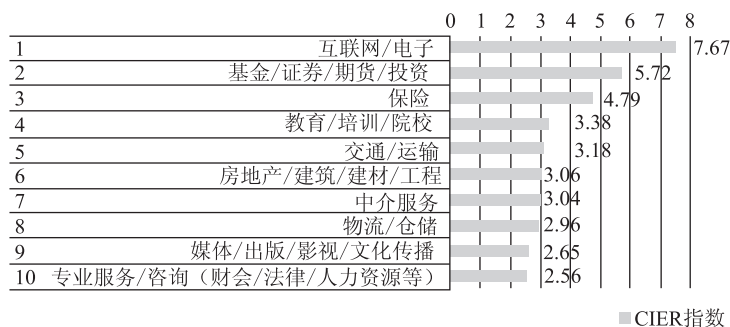 0 1 2 3 4 5 6 7 8
1 互联网/电子 7.67
2 基金/证券/期货/投资 5.72
3 保险 4.79
4 教育/培训/院校 3.38
5 交通/运输 3.18
6 房地产/建筑/建材/工程 3.06
7 中介服务 3.04
8 物流/仓储 2.96
9 媒体/出版/影视/文化传播 2.65
10 专业服务/咨询（财会/法律/人力资源等） 2.56
CIER指数